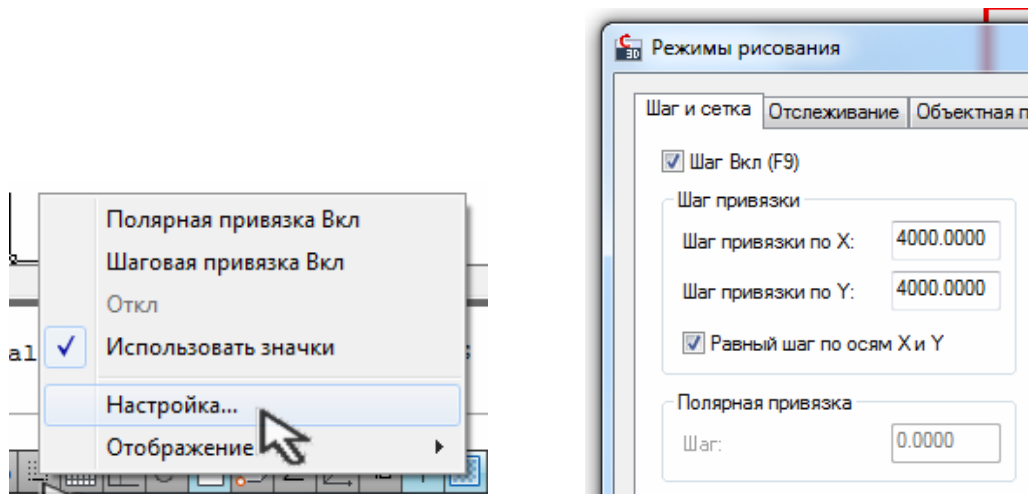 Полярная привязка Вкл
Шаговая привязка Вкл
Откл
Использовать значки
Настройка...
Отображение
al
Режимы рисования
Шаг и сетка Отслеживание Объектная п
Шаг Вкл (F9)
Шаг привязки
Шаг привязки по X: 4000.0000
Шаг привязки по Y: 4000.0000
Равный шаг по осям X и Y
Полярная привязка
Шаг: 0.0000